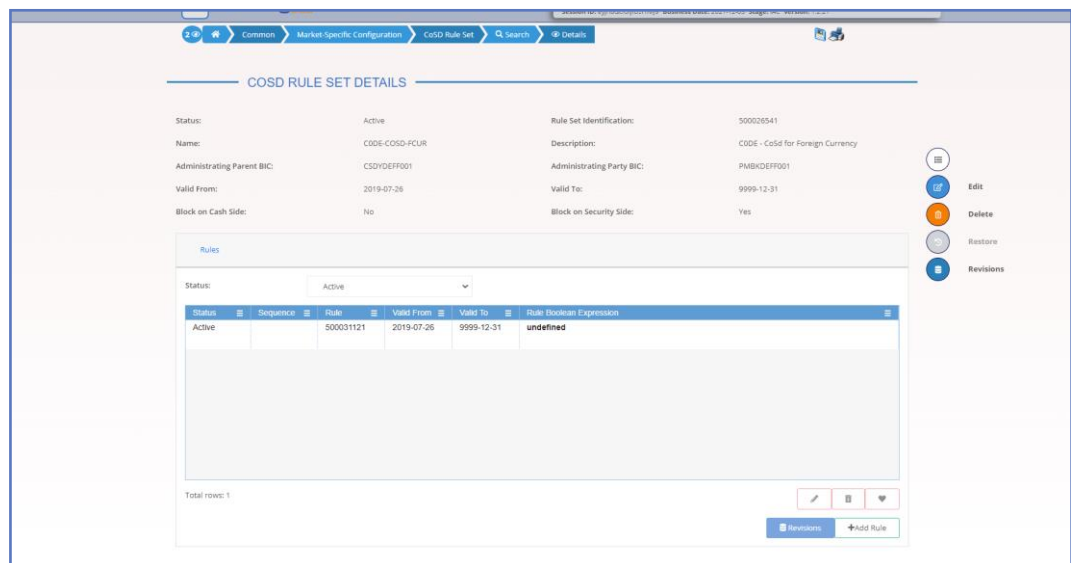 2 Common Market-Specific Configuration CoSD Rule Set Search Details
COSD RULE SET DETAILS
Status: Active Rule Set Identification: 500026541
Name: CODE-COSD-FCUR Description: CODE - CoSd for Foreign Currency
Administrating Parent BIC: CSDYDEFF001 Administrating Party BIC: PMBKDEFF001
Valid From: 2019-07-26 Valid To: 9999-12-31
Edit
Block on Cash Side: No Block on Security Side: Yes
Delete
Restore
Rules
Revisions
Status: Active
Status Sequence Rule Valid From Valid To Rule Boolean Expression
Active 500031121 2019-07-26 9999-12-31 undefined
Total rows: 1
Revisions +Add Rule